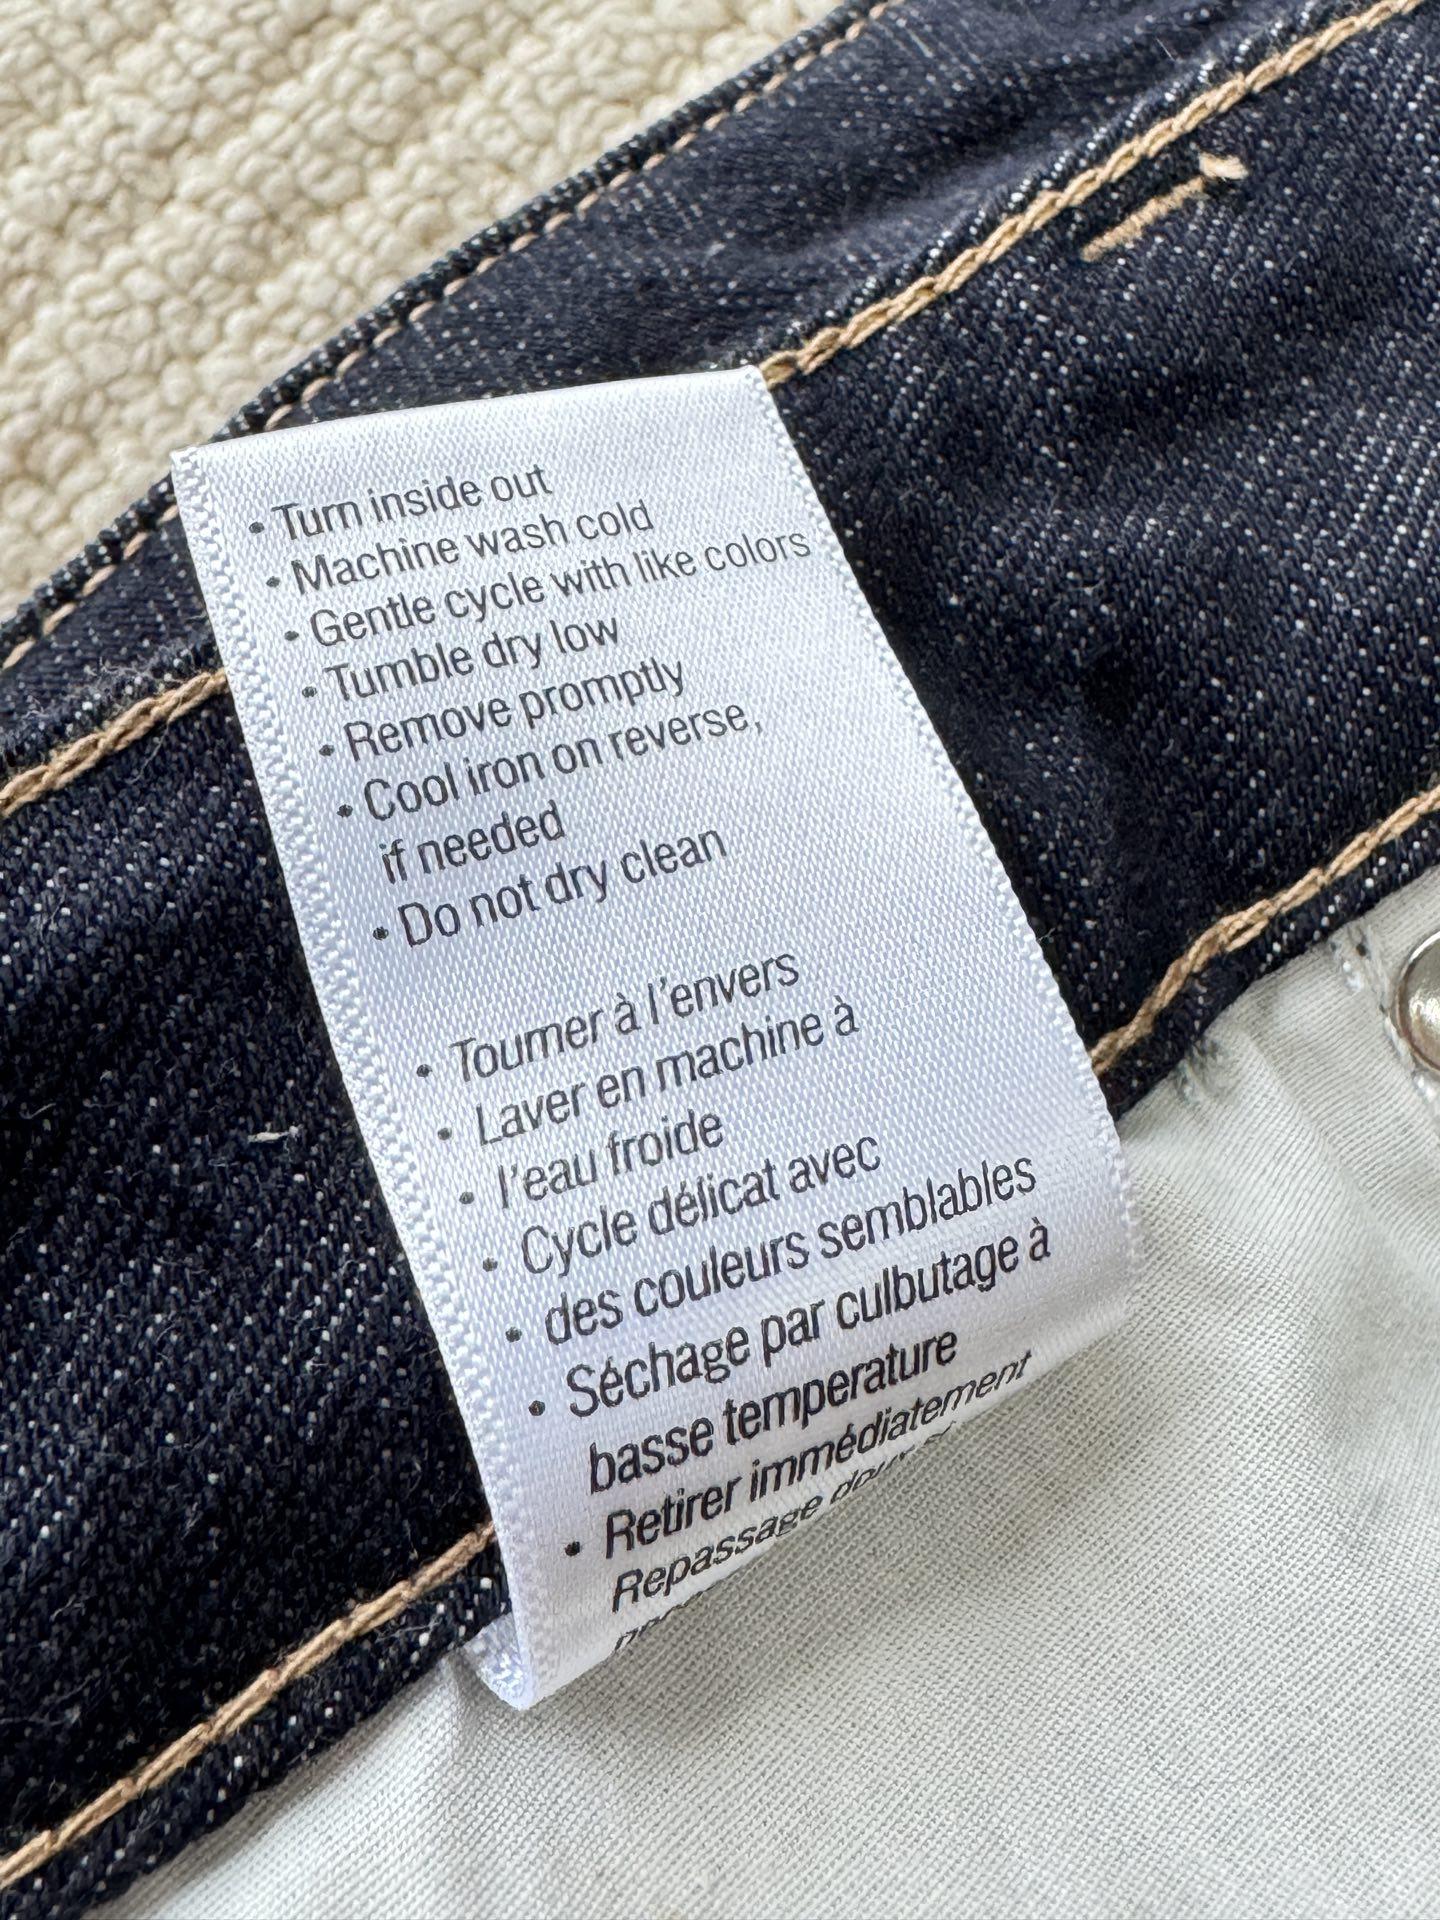 • Turn inside out
• Machine wash cold
• Gentle cycle with like colors
• Tumble dry low
• Remove promptly
• Cool iron on reverse,
if needed
• Do not dry clean
• Tourner à l'envers
• Laver en machine à
• l'eau froide
• Cycle délicat avec
• des couleurs semblables
• Séchage par culbutage à
basse temperature
• Retirer immédiatement
Repassage doux